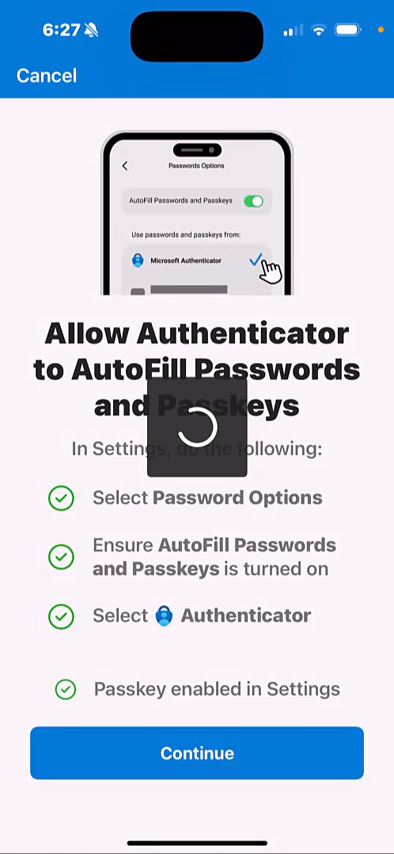 6:27
Cancel
Passwords Options
AutoFill Passwords and Passkeys
Use passwords and passkeys from:
Microsoft Authenticator
Allow Authenticator
to AutoFill Passwords
and Passkeys
In Settings, do the following:
Select Password Options
Ensure AutoFill Passwords
and Passkeys is turned on
Select Authenticator
Passkey enabled in Settings
Continue